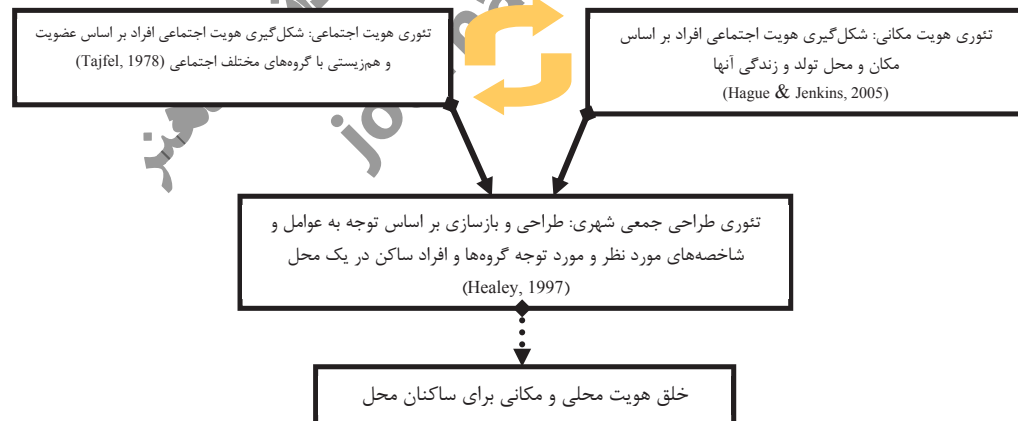 تئوری هویت مکانی: شکل‌گیری هویت اجتماعی افراد بر اساس
مکان و محل تولد و زندگی آنها
(Hague & Jenkins, 2005)
تئوری هویت اجتماعی: شکل‌گیری هویت اجتماعی افراد بر اساس عضویت
و هم‌زیستی با گروه‌های مختلف اجتماعی (Tajfel, 1978)
تئوری طراحی جمعی شهری: طراحی و بازسازی بر اساس توجه به عوامل و
شاخصه‌های مورد نظر و مورد توجه گروه‌ها و افراد ساکن در یک محل
(Healey, 1997)
خلق هویت محلی و مکانی برای ساکنان محل